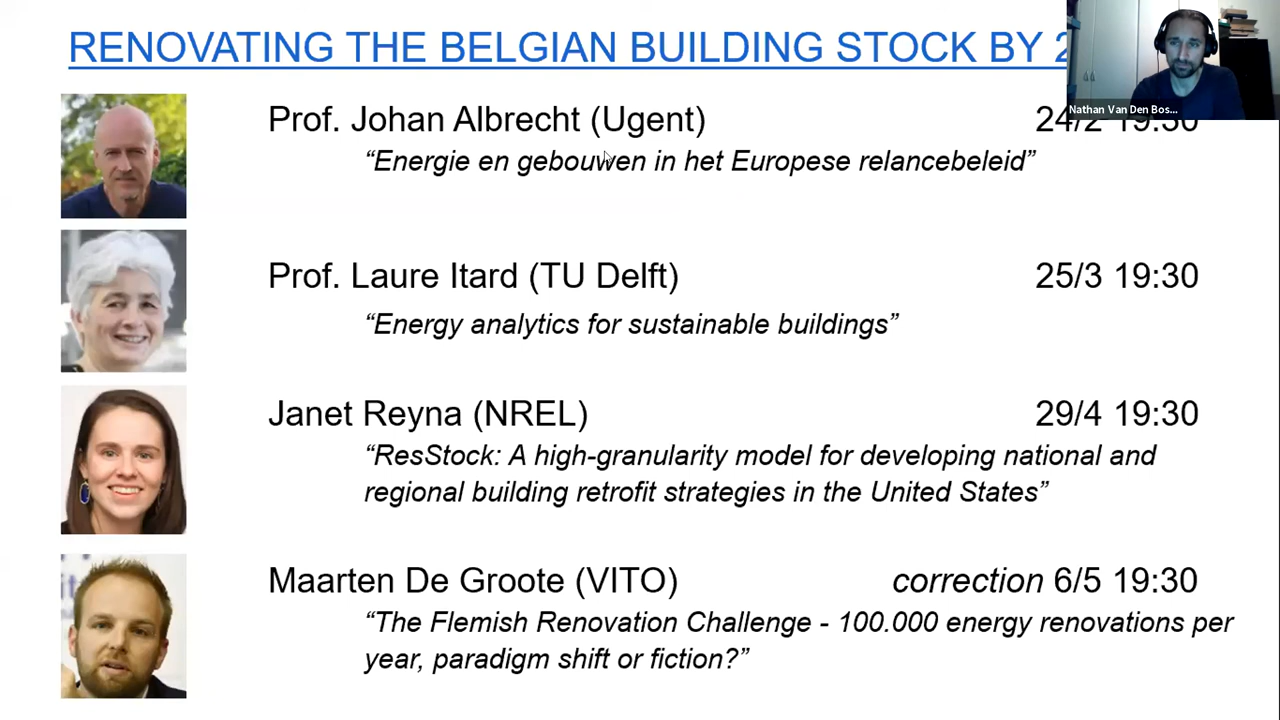 RENOVATING THE BELGIAN BUILDING STOCK BY
Nathan Van Den Bos...
Prof. Johan Albrecht (Ugent) 24/2 19:30
“Energie en gebouwen in het Europese relancebeleid”
Prof. Laure Itard (TU Delft) 25/3 19:30
“Energy analytics for sustainable buildings”
Janet Reyna (NREL) 29/4 19:30
“ResStock: A high-granularity model for developing national and
regional building retrofit strategies in the United States”
Maarten De Groote (VITO) correction 6/5 19:30
“The Flemish Renovation Challenge - 100.000 energy renovations per
year, paradigm shift or fiction?”